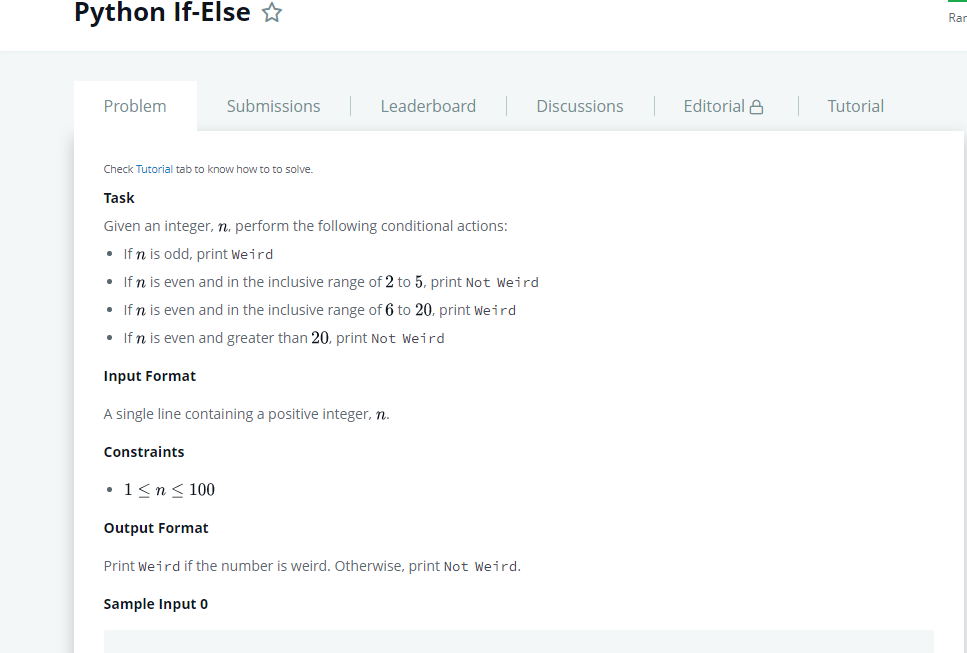 Python If-Else
Ran
Problem
Submissions
Leaderboard
Discussions
Editorial
Tutorial
Check Tutorial tab to know how to to solve.
Task
Given an integer, n, perform the following conditional actions:
If n is odd, print Weird
If n is even and in the inclusive range of 2 to 5, print Not Weird
If n is even and in the inclusive range of 6 to 20, print Weird
If n is even and greater than 20, print Not Weird
Input Format
A single line containing a positive integer, n.
Constraints
1 ≤ n ≤ 100
Output Format
Print Weird if the number is weird. Otherwise, print Not Weird.
Sample Input 0